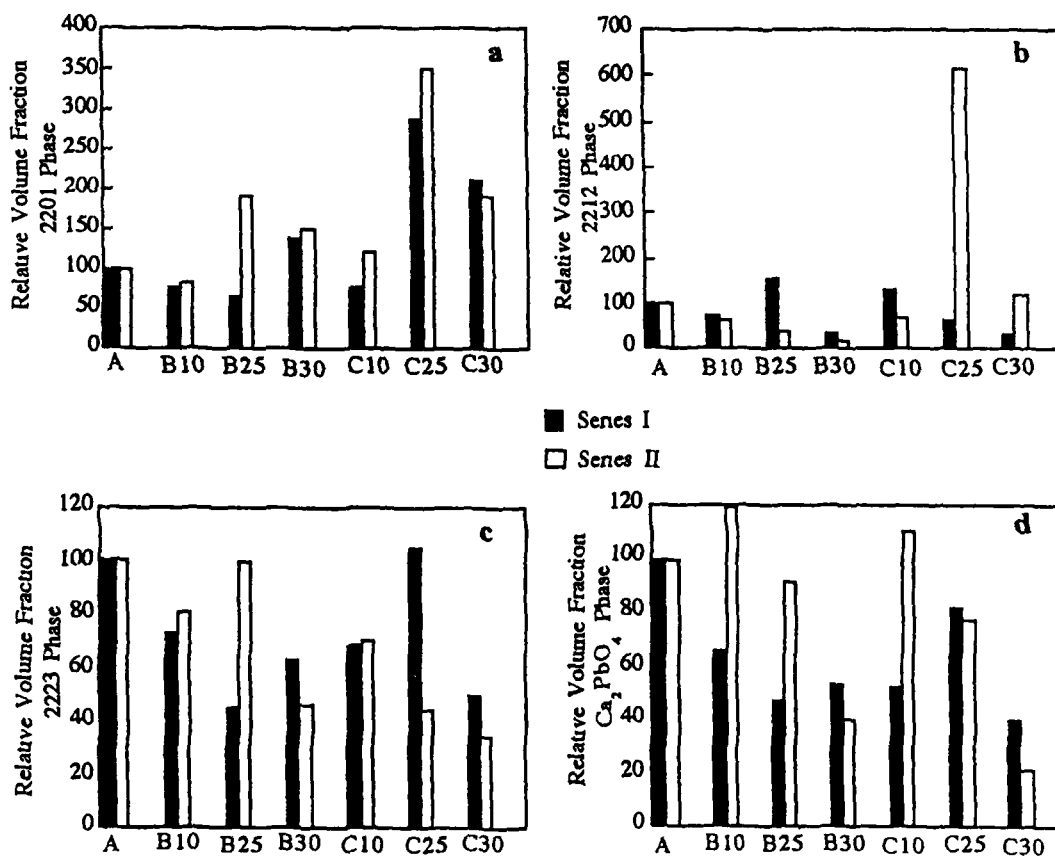 400
350
300
250
200
150
100
50
0
Relative Volume Fraction
2201 Phase
a
A B10 B25 B30 C10 C25 C30
700
600
500
400
300
200
100
0
Relative Volume Fraction
2212 Phase
b
A B10 B25 B30 C10 C25 C30
Series I
Series II
120
100
80
60
40
20
0
Relative Volume Fraction
2223 Phase
c
A B10 B25 B30 C10 C25 C30
120
100
80
60
40
20
0
Relative Volume Fraction
Ca₂PbO₄ Phase
d
A B10 B25 B30 C10 C25 C30